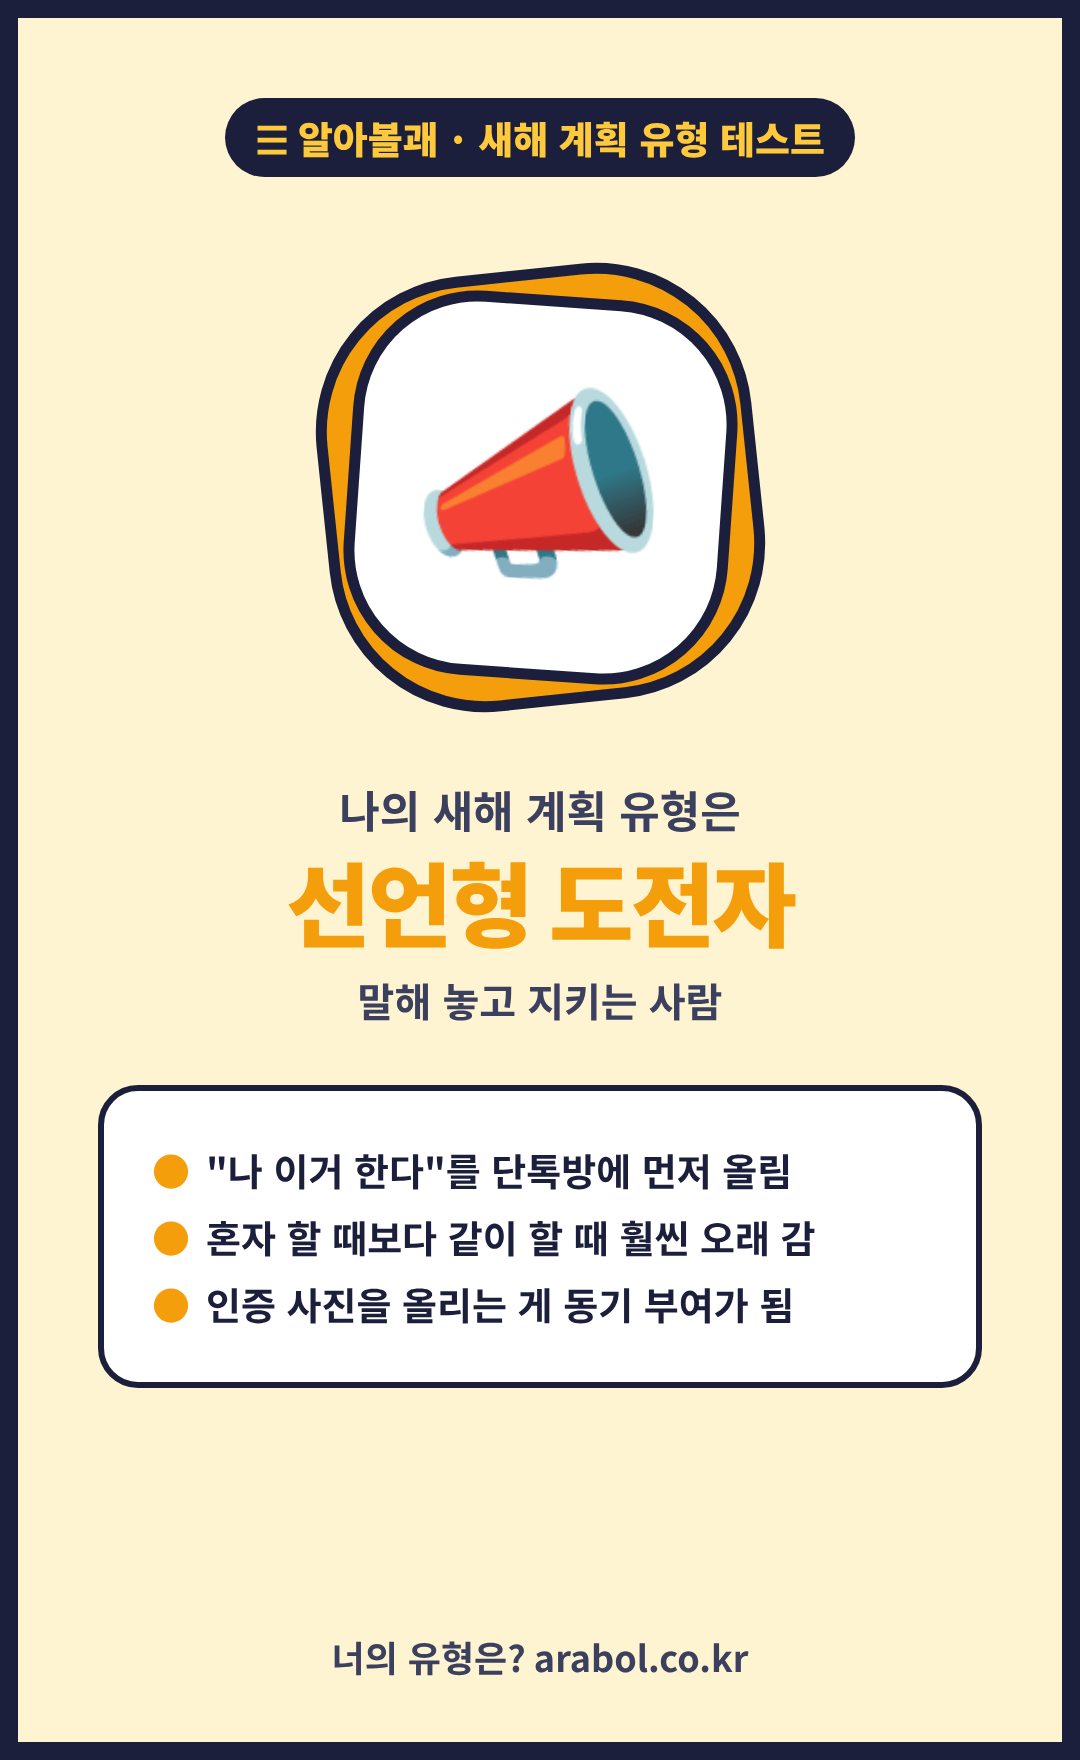 ☰ 알아볼괘 · 새해 계획 유형 테스트
나의 새해 계획 유형은
선언형 도전자
말해 놓고 지키는 사람
"나 이거 한다"를 단톡방에 먼저 올림
혼자 할 때보다 같이 할 때 훨씬 오래 감
인증 사진을 올리는 게 동기 부여가 됨
너의 유형은? arabol.co.kr